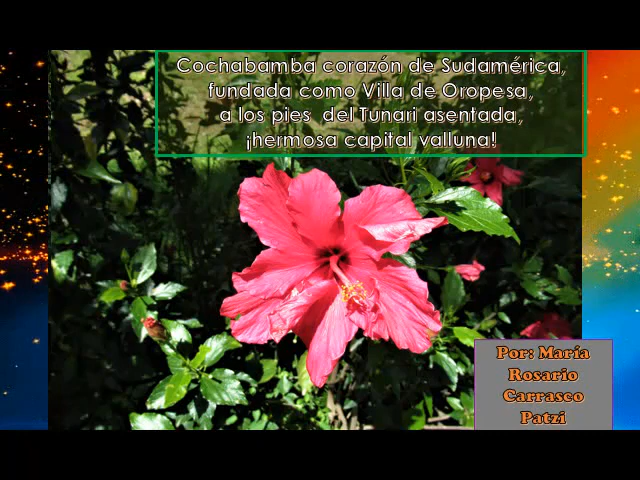 Cochabamba corazón de Sudamérica,
fundada como Villa de Oropesa,
a los pies  del Tunari asentada,
¡hermosa capital valluna!
Por: María
Rosario
Carrasco
Patzi